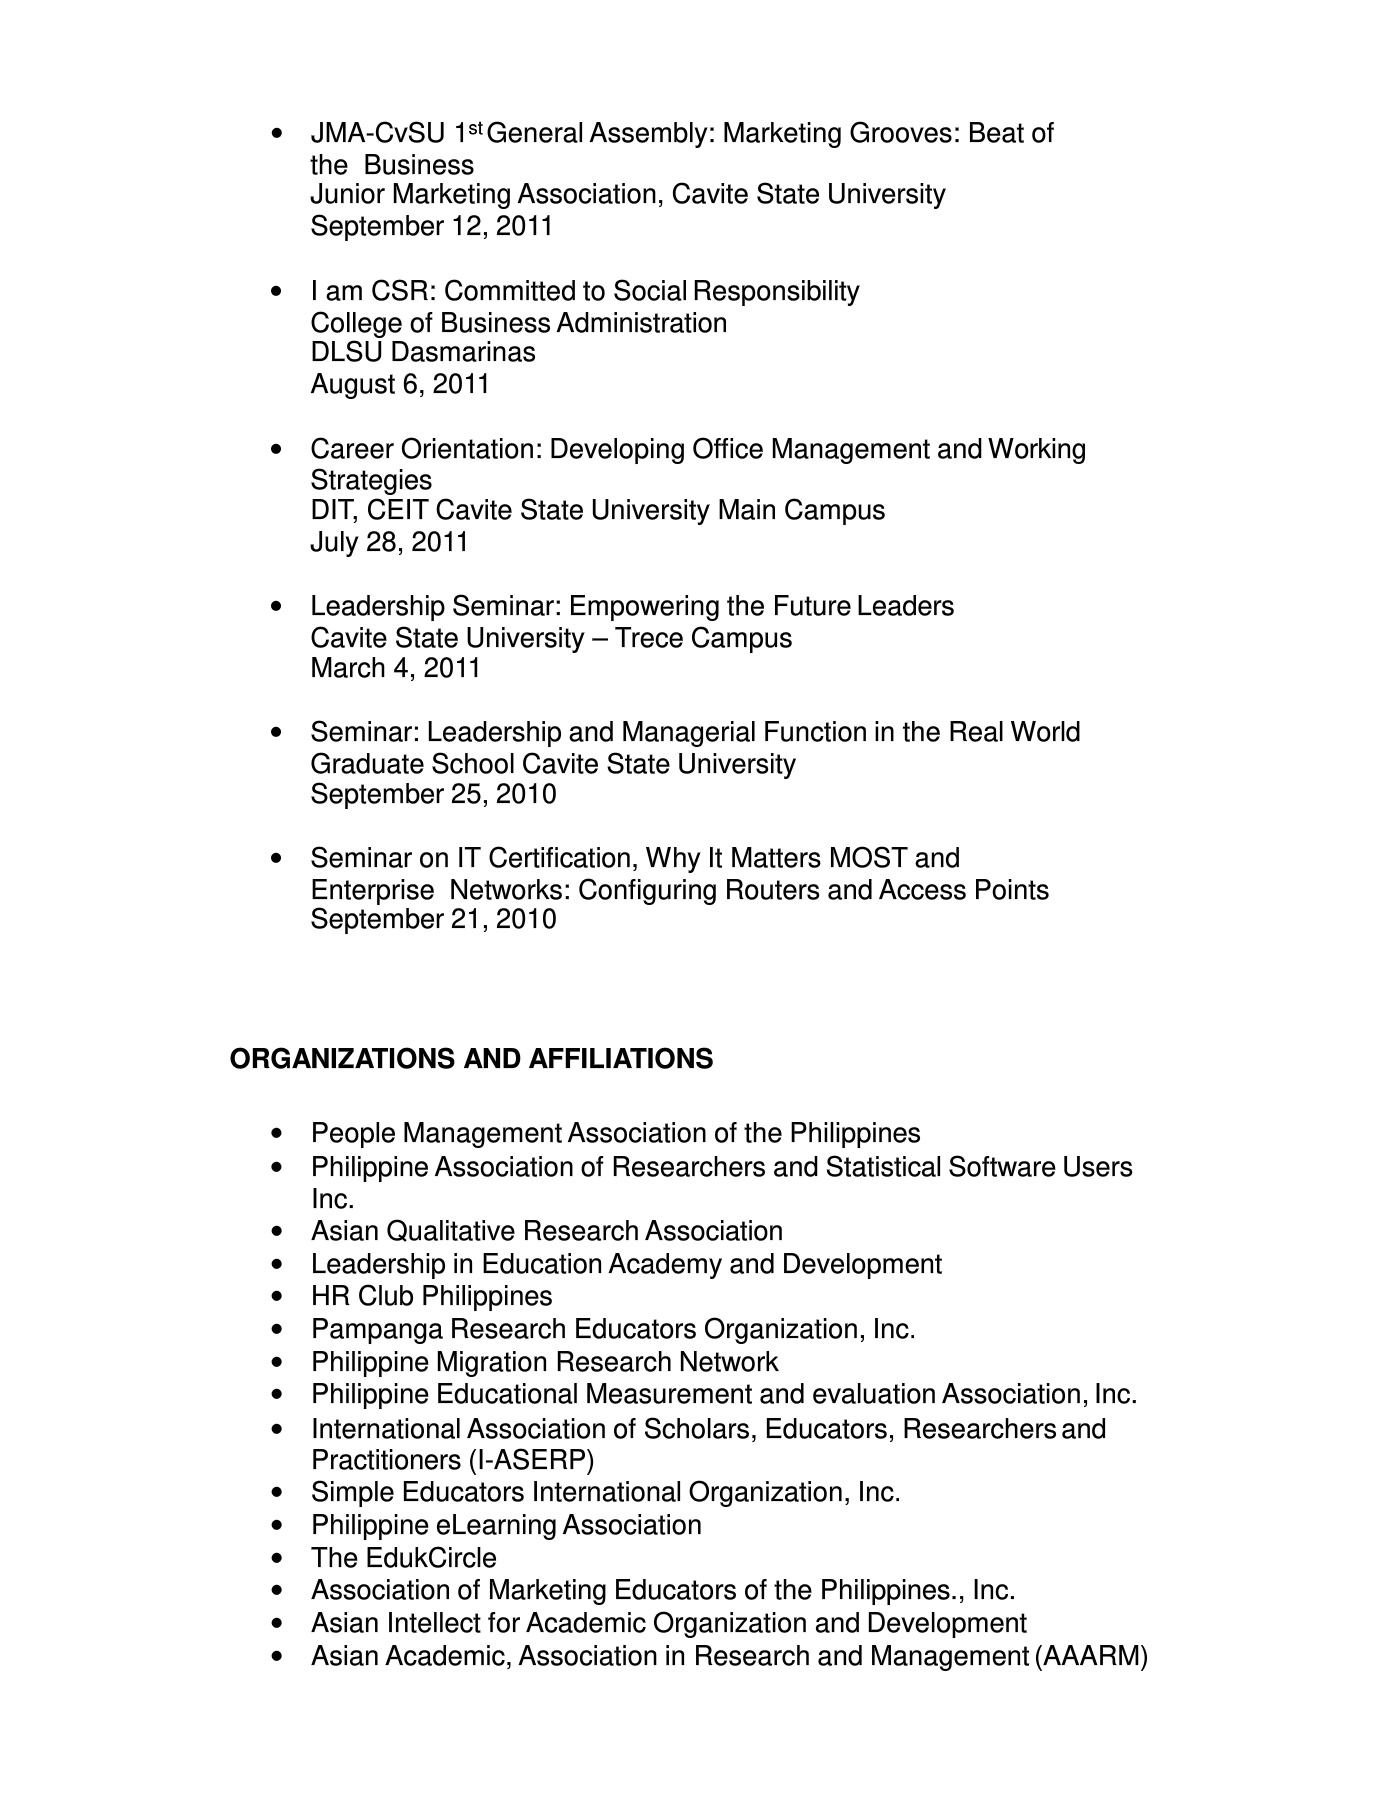 • JMA-CvSU 1st General Assembly: Marketing Grooves: Beat of
the Business
Junior Marketing Association, Cavite State University
September 12, 2011
• I am CSR: Committed to Social Responsibility
College of Business Administration
DLSU Dasmarinas
August 6, 2011
• Career Orientation: Developing Office Management and Working
Strategies
DIT, CEIT Cavite State University Main Campus
July 28, 2011
• Leadership Seminar: Empowering the Future Leaders
Cavite State University – Trece Campus
March 4, 2011
• Seminar: Leadership and Managerial Function in the Real World
Graduate School Cavite State University
September 25, 2010
• Seminar on IT Certification, Why It Matters MOST and
Enterprise Networks: Configuring Routers and Access Points
September 21, 2010
ORGANIZATIONS AND AFFILIATIONS
• People Management Association of the Philippines
• Philippine Association of Researchers and Statistical Software Users
Inc.
• Asian Qualitative Research Association
• Leadership in Education Academy and Development
• HR Club Philippines
• Pampanga Research Educators Organization, Inc.
• Philippine Migration Research Network
• Philippine Educational Measurement and evaluation Association, Inc.
• International Association of Scholars, Educators, Researchers and
Practitioners (I-ASERP)
• Simple Educators International Organization, Inc.
• Philippine eLearning Association
• The EdukCircle
• Association of Marketing Educators of the Philippines., Inc.
• Asian Intellect for Academic Organization and Development
• Asian Academic, Association in Research and Management (AAARM)